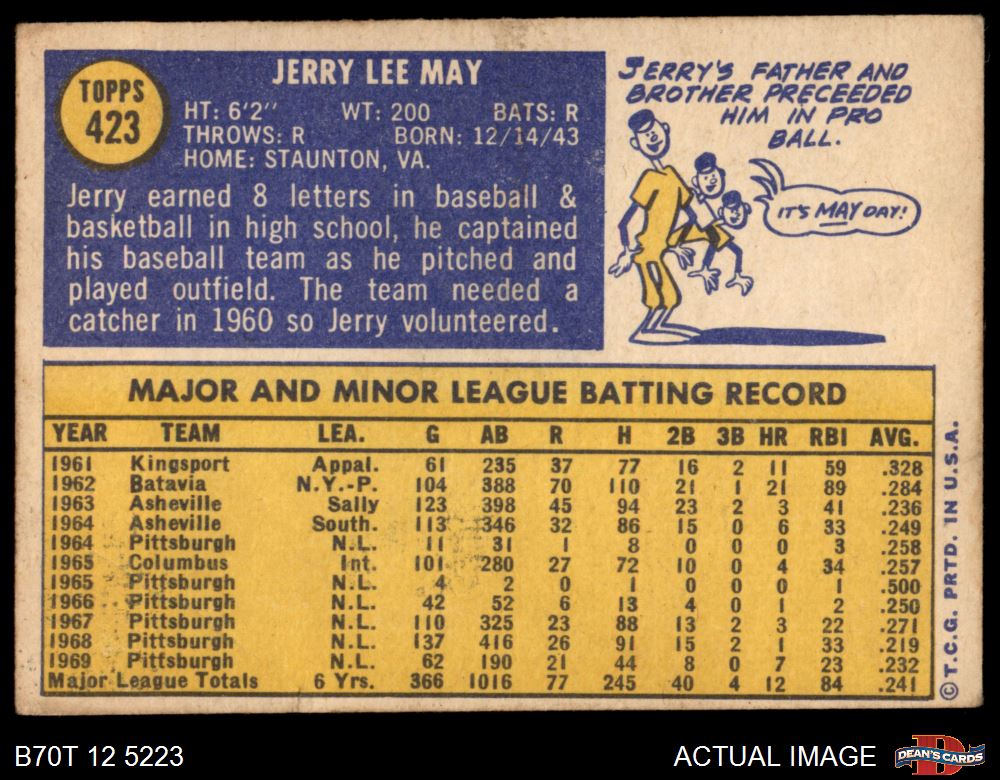 TOPPS
423
JERRY LEE MAY
HT: 6'2" WT: 200 BATS: R
THROWS: R BORN: 12/14/43
HOME: STAUNTON, VA.
Jerry earned 8 letters in baseball &
basketball in high school, he captained
his baseball team as he pitched and
played outfield. The team needed a
catcher in 1960 so Jerry volunteered.
JERRY'S FATHER AND
BROTHER PRECEEDED
HIM IN PRO
BALL.
IT'S MAY DAY!
MAJOR AND MINOR LEAGUE BATTING RECORD
YEAR TEAM LEA. G AB R H 2B 3B HR RBI AVG.
1961 Kingsport Appal. 61 235 37 77 16 2 11 59 .328
1962 Batavia N.Y.-P. 104 388 70 110 21 1 21 89 .284
1963 Asheville Sally 123 398 45 94 23 2 3 41 .236
1964 Asheville South. 113 346 32 86 15 0 6 33 .249
1964 Pittsburgh N.L. 11 31 1 8 0 0 0 3 .258
1965 Columbus Int. 101 280 27 72 10 0 4 34 .257
1965 Pittsburgh N.L. 4 2 0 1 0 0 0 1 .500
1966 Pittsburgh N.L. 42 52 6 13 4 0 1 2 .250
1967 Pittsburgh N.L. 110 325 23 88 13 2 3 22 .271
1968 Pittsburgh N.L. 137 416 26 91 15 2 1 33 .219
1969 Pittsburgh N.L. 62 190 21 44 8 0 7 23 .232
Major League Totals 6 Yrs. 366 1016 77 245 40 4 12 84 .241
© T.C.G. PRTD. IN U.S.A.
B70T 12 5223
ACTUAL IMAGE
D
DEAN'S CARDS